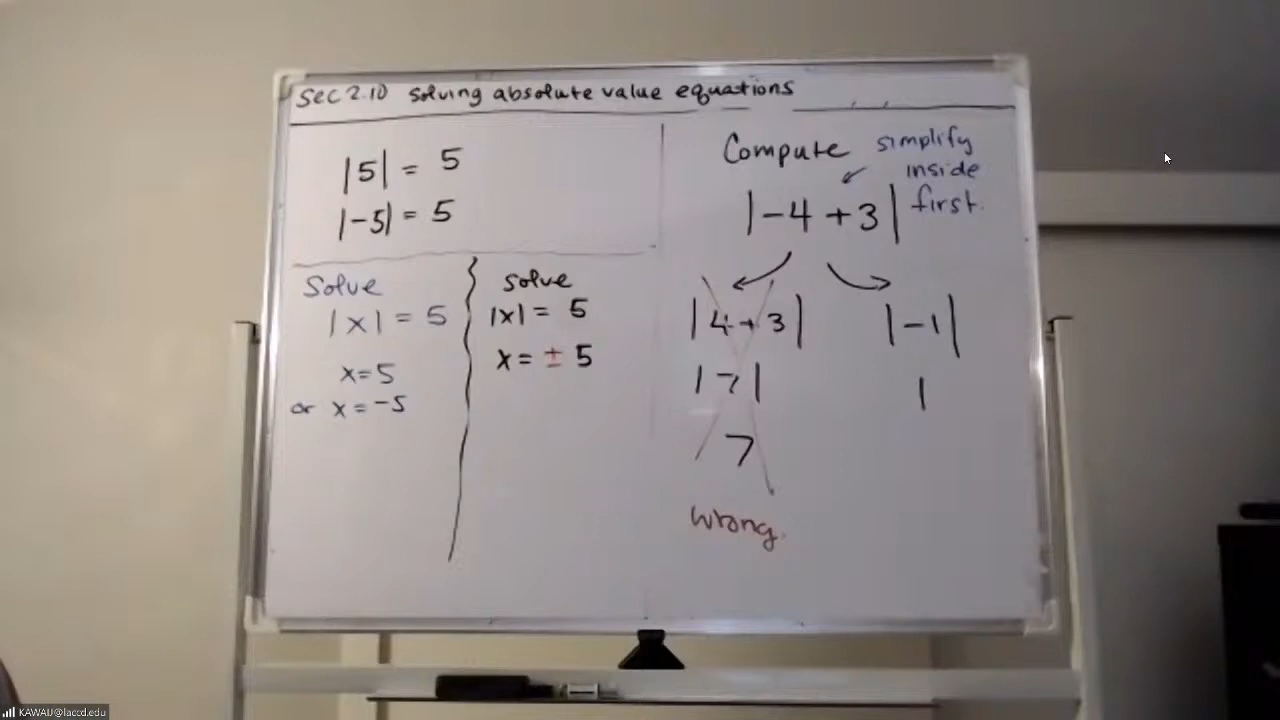 Sec 2.10 solving absolute value equations
|5| = 5
|-5| = 5
Solve
|x| = 5
x=5
or x = -5
Solve
|x| = 5
x = ± 5
Compute
simplify
inside
first.
|-4 +3|
|4+3|
|7|
7
wrong.
|-1|
1
KAWAIJ@laccd.edu